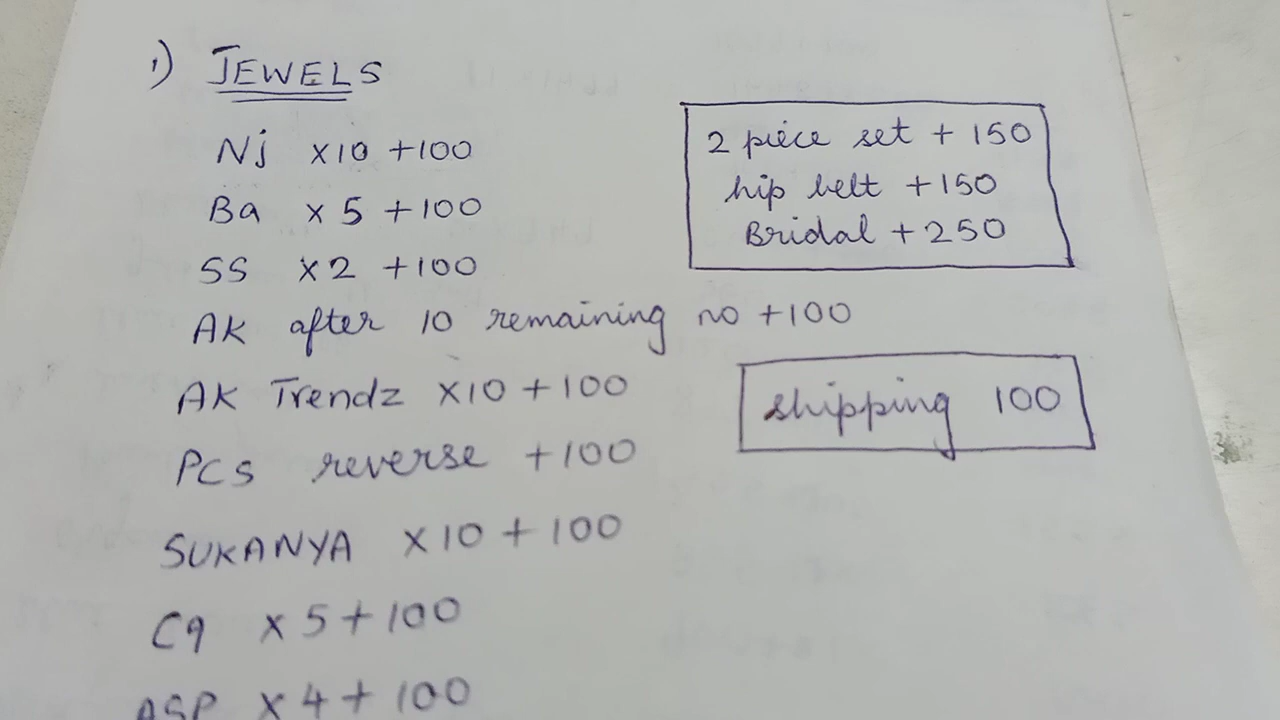 1) JEWELS
Nj x10 +100
Ba x 5 +100
SS x2 +100
AK after 10 remaining no +100
AK Trendz x10 +100
PCS reverse +100
SUKANYA x10 +100
C9 x 5 + 100
ASP x 4 + 100
2 piece set + 150
hip belt +150
Bridal +250
shipping 100